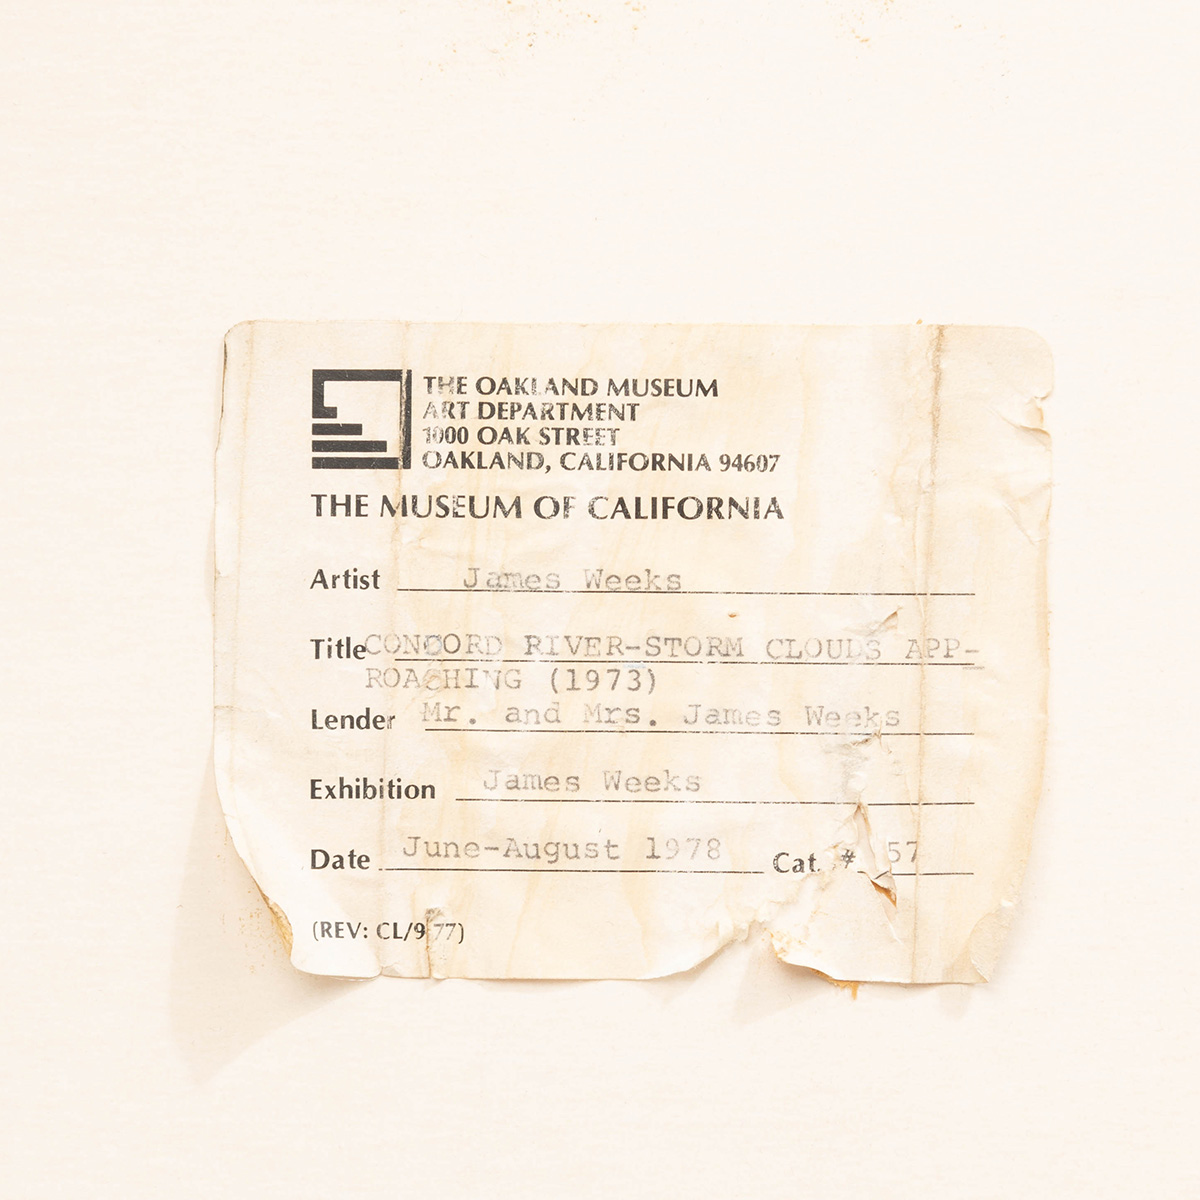 THE OAKLAND MUSEUM
ART DEPARTMENT
1000 OAK STREET
OAKLAND, CALIFORNIA 94607
THE MUSEUM OF CALIFORNIA
Artist James Weeks
Title CONCORD RIVER-STORM CLOUDS APP-
ROACHING (1973)
Lender Mr. and Mrs. James Weeks
Exhibition James Weeks
Date June-August 1978 Cat. # 57
(REV: CL/9/77)